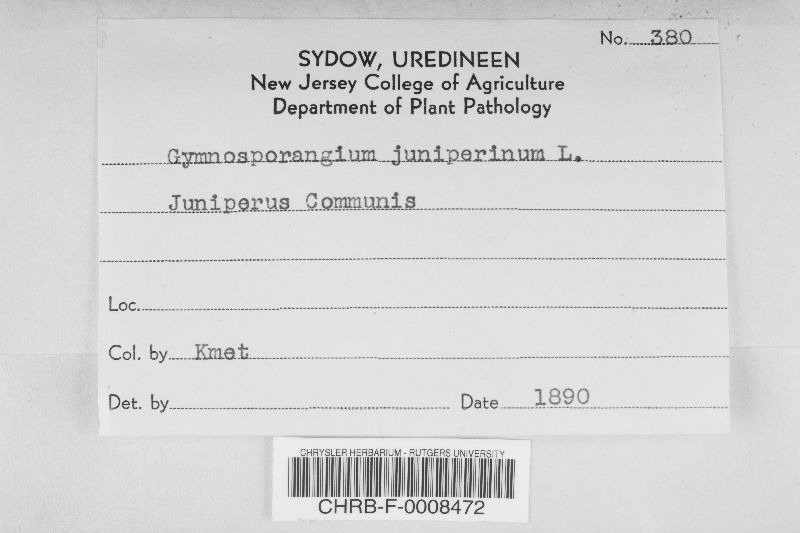 No. 380
SYDOW, UREDINEEN
New Jersey College of Agriculture
Department of Plant Pathology
Gymnosporangium juniperinum L.
Juniperus Communis
Loc.
Col. by Kmet
Det. by Date 1890
CHRYSLER HERBARIUM - RUTGERS UNIVERSITY
CHRB-F-0008472